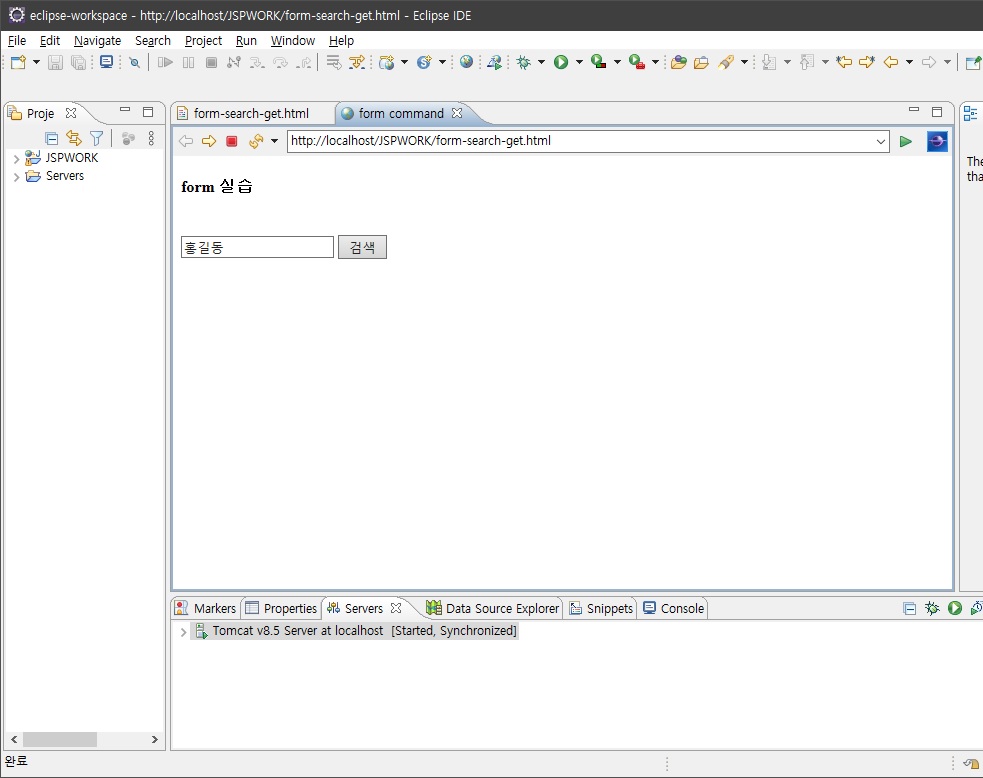 eclipse-workspace - http://localhost/JSPWORK/form-search-get.html - Eclipse IDE
File Edit Navigate Search Project Run Window Help
Proje
form-search-get.html
form command
http://localhost/JSPWORK/form-search-get.html
JSPWORK
Servers
The
tha
form 실습
홍길동 검색
Markers Properties Servers Data Source Explorer Snippets Console
Tomcat v8.5 Server at localhost [Started, Synchronized]
완료